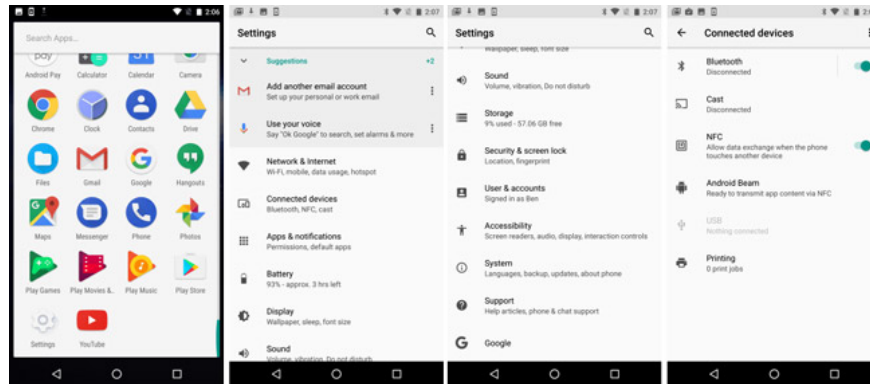 2:06
Search Apps...
pay
31
Android Pay
Calculator
Calendar
Camera
Chrome
Clock
Contacts
Drive
Files
Gmail
Google
Hangouts
Maps
Messenger
Phone
Photos
Play Games
Play Movies &..
Play Music
Play Store
Settings
YouTube
2:07
Settings
Suggestions
+2
Add another email account
Set up your personal or work email
Use your voice
Say "Ok Google" to search, set alarms & more
Network & Internet
Wi-Fi, mobile, data usage, hotspot
Connected devices
Bluetooth, NFC, cast
Apps & notifications
Permissions, default apps
Battery
93% - approx. 3 hrs left
Display
Wallpaper, sleep, font size
Sound
Volume, vibration, Do not disturb
2:07
Settings
Wallpaper, sleep, font size
Sound
Volume, vibration, Do not disturb
Storage
9% used - 57.06 GB free
Security & screen lock
Location, fingerprint
User & accounts
Signed in as Ben
Accessibility
Screen readers, audio, display, interaction controls
System
Languages, backup, updates, about phone
Support
Help articles, phone & chat support
Google
Connected devices
Bluetooth
Disconnected
Cast
Disconnected
NFC
Allow data exchange when the phone
touches another device
Android Beam
Ready to transmit app content via NFC
USB
Nothing connected
Printing
0 print jobs